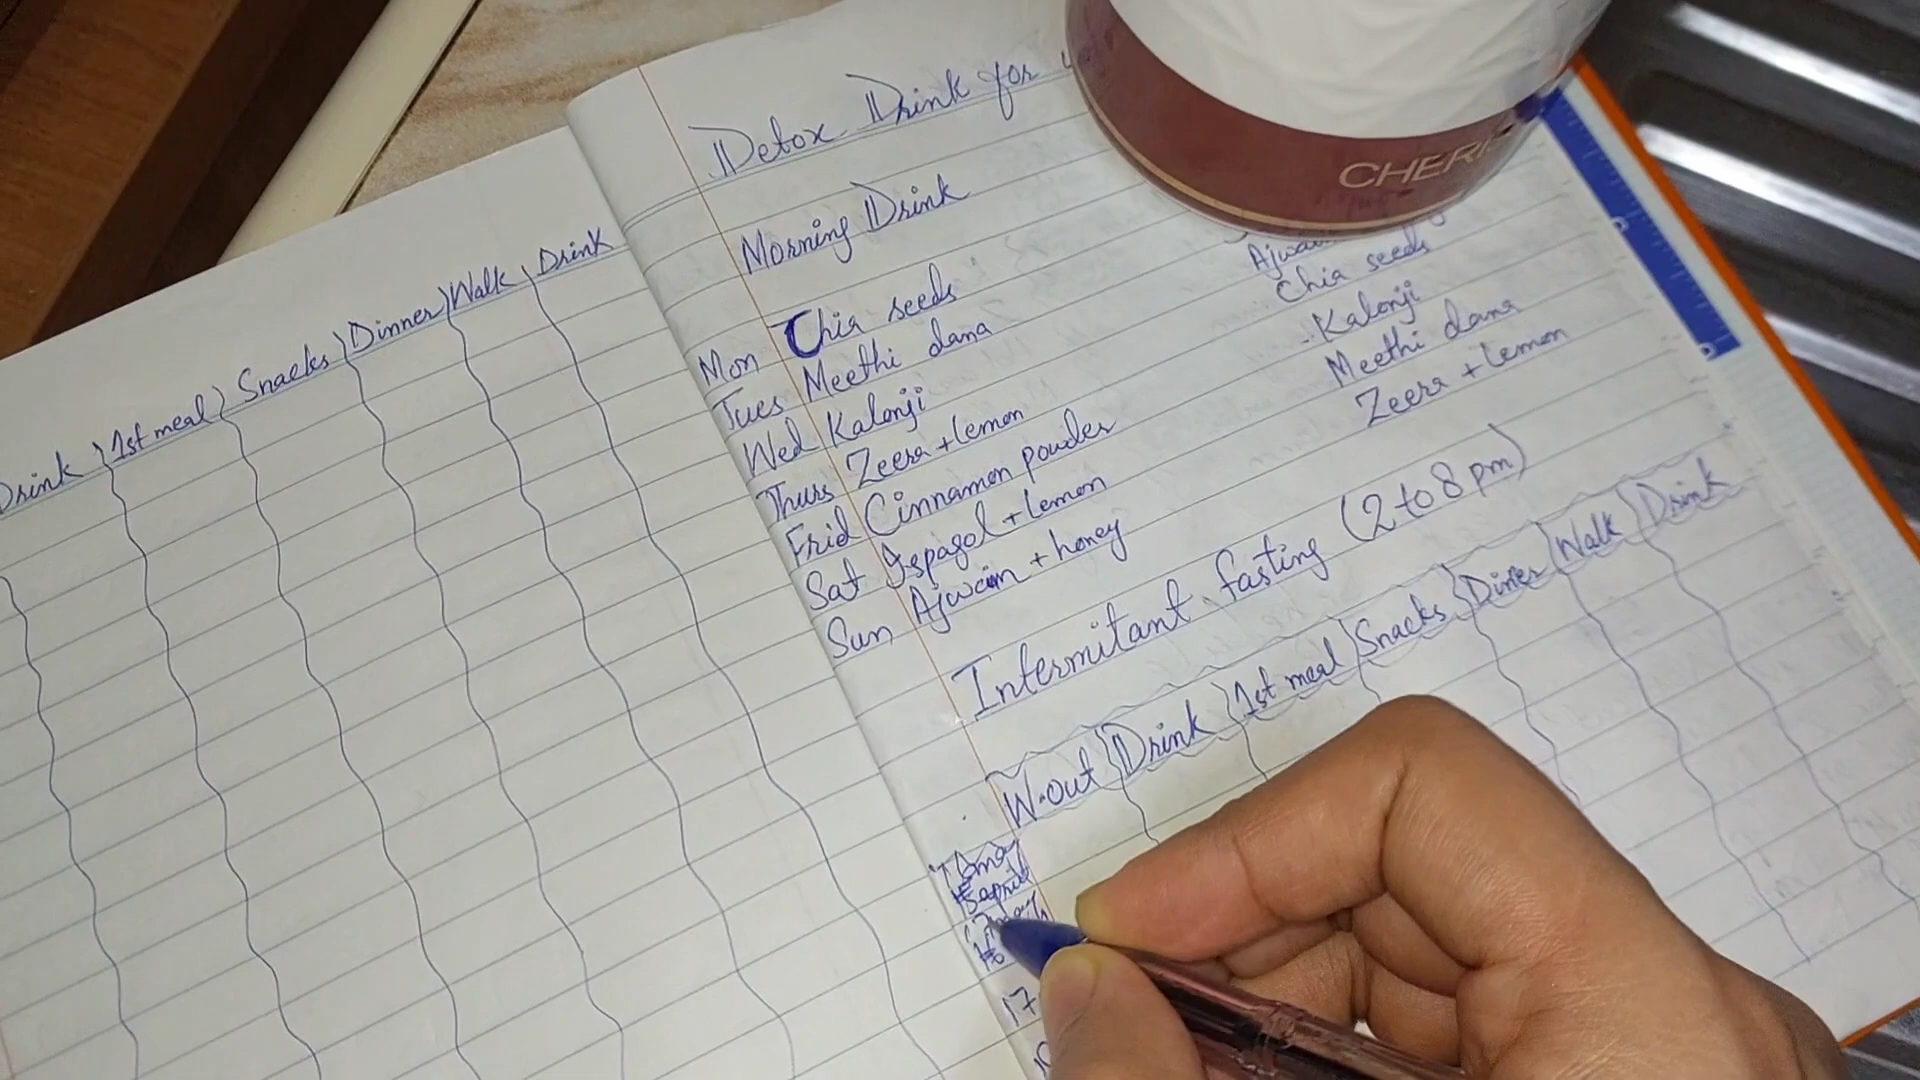 Drink 1st meal Snacks Dinner Walk Drink
Detox Drink for
Morning Drink
Mon Chia seeds
Tues Meethi dana
Wed Kalonji
Thurs Zeera + lemon
Frid Cinnamon powder
Sat Ispagol + lemon
Sun Ajwain + honey
Chia seeds
Kalonji
Meethi dana
Zeera + lemon
Intermitant fasting (2 to 8 pm)
W.out Drink 1st meal Snacks Dinner Walk Drink
17
CHERI